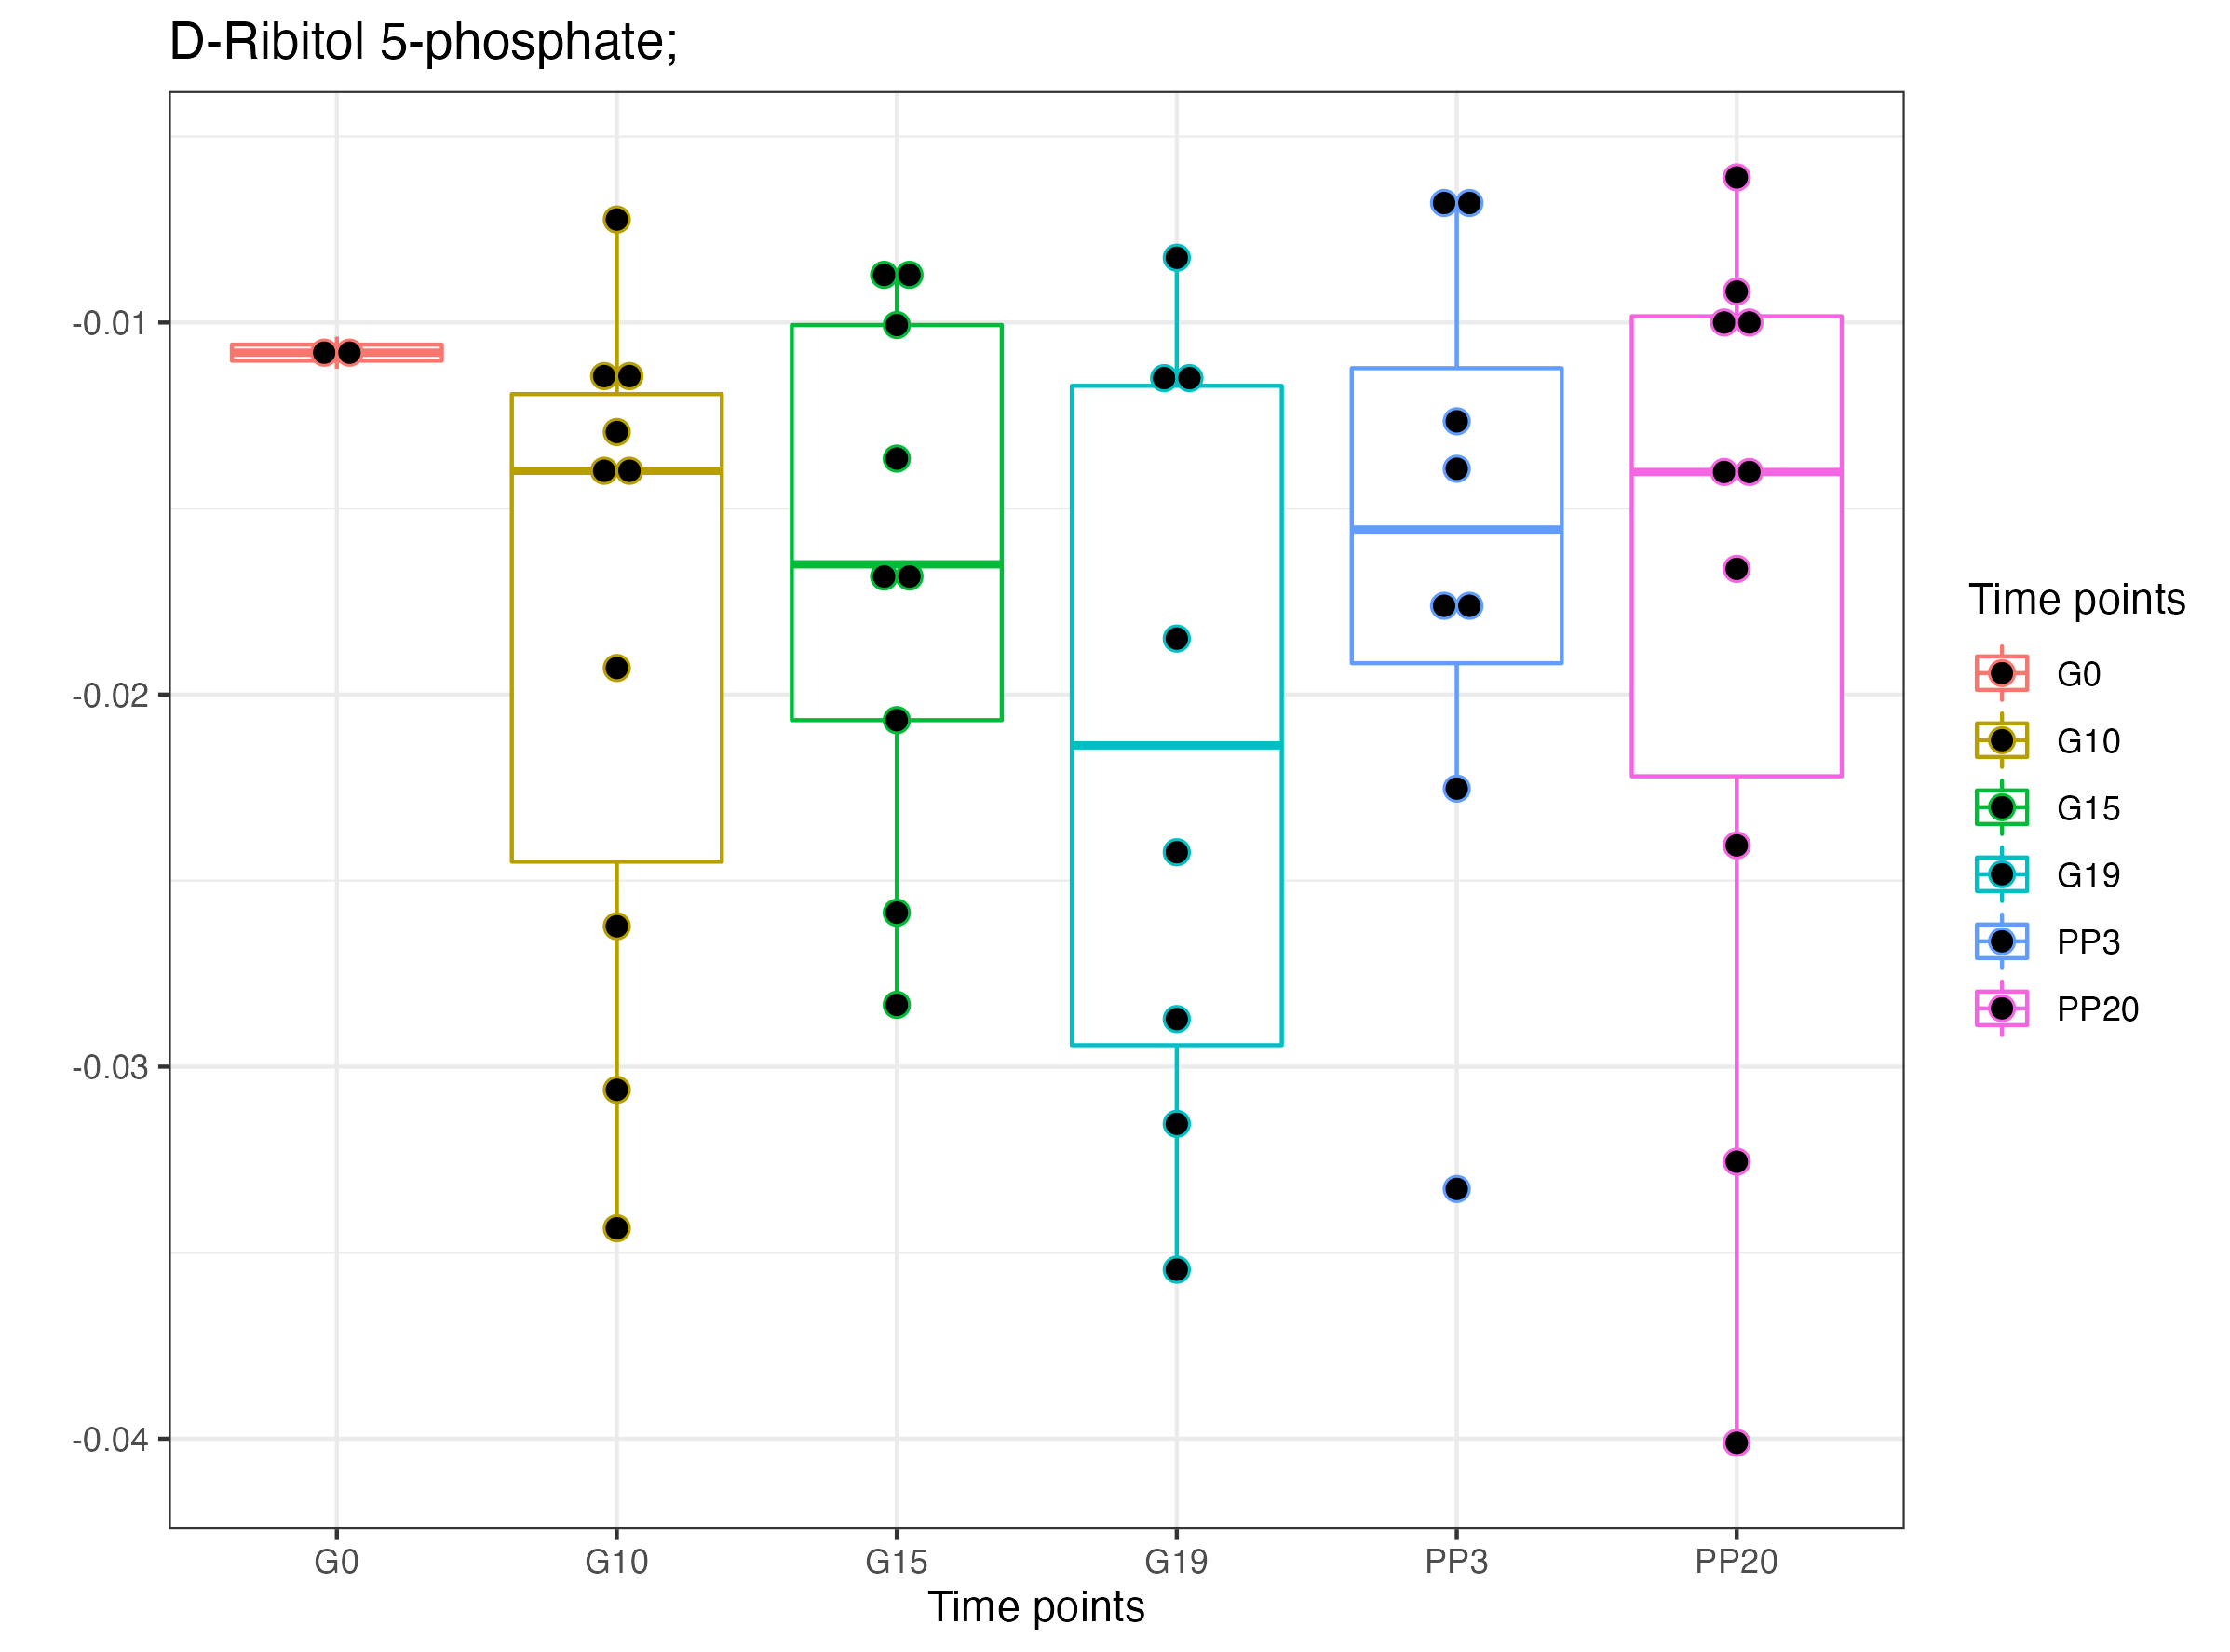 D-Ribitol 5-phosphate;
-0.01
-0.02
-0.03
-0.04
G0 G10 G15 G19 PP3 PP20
Time points
Time points
G0
G10
G15
G19
PP3
PP20